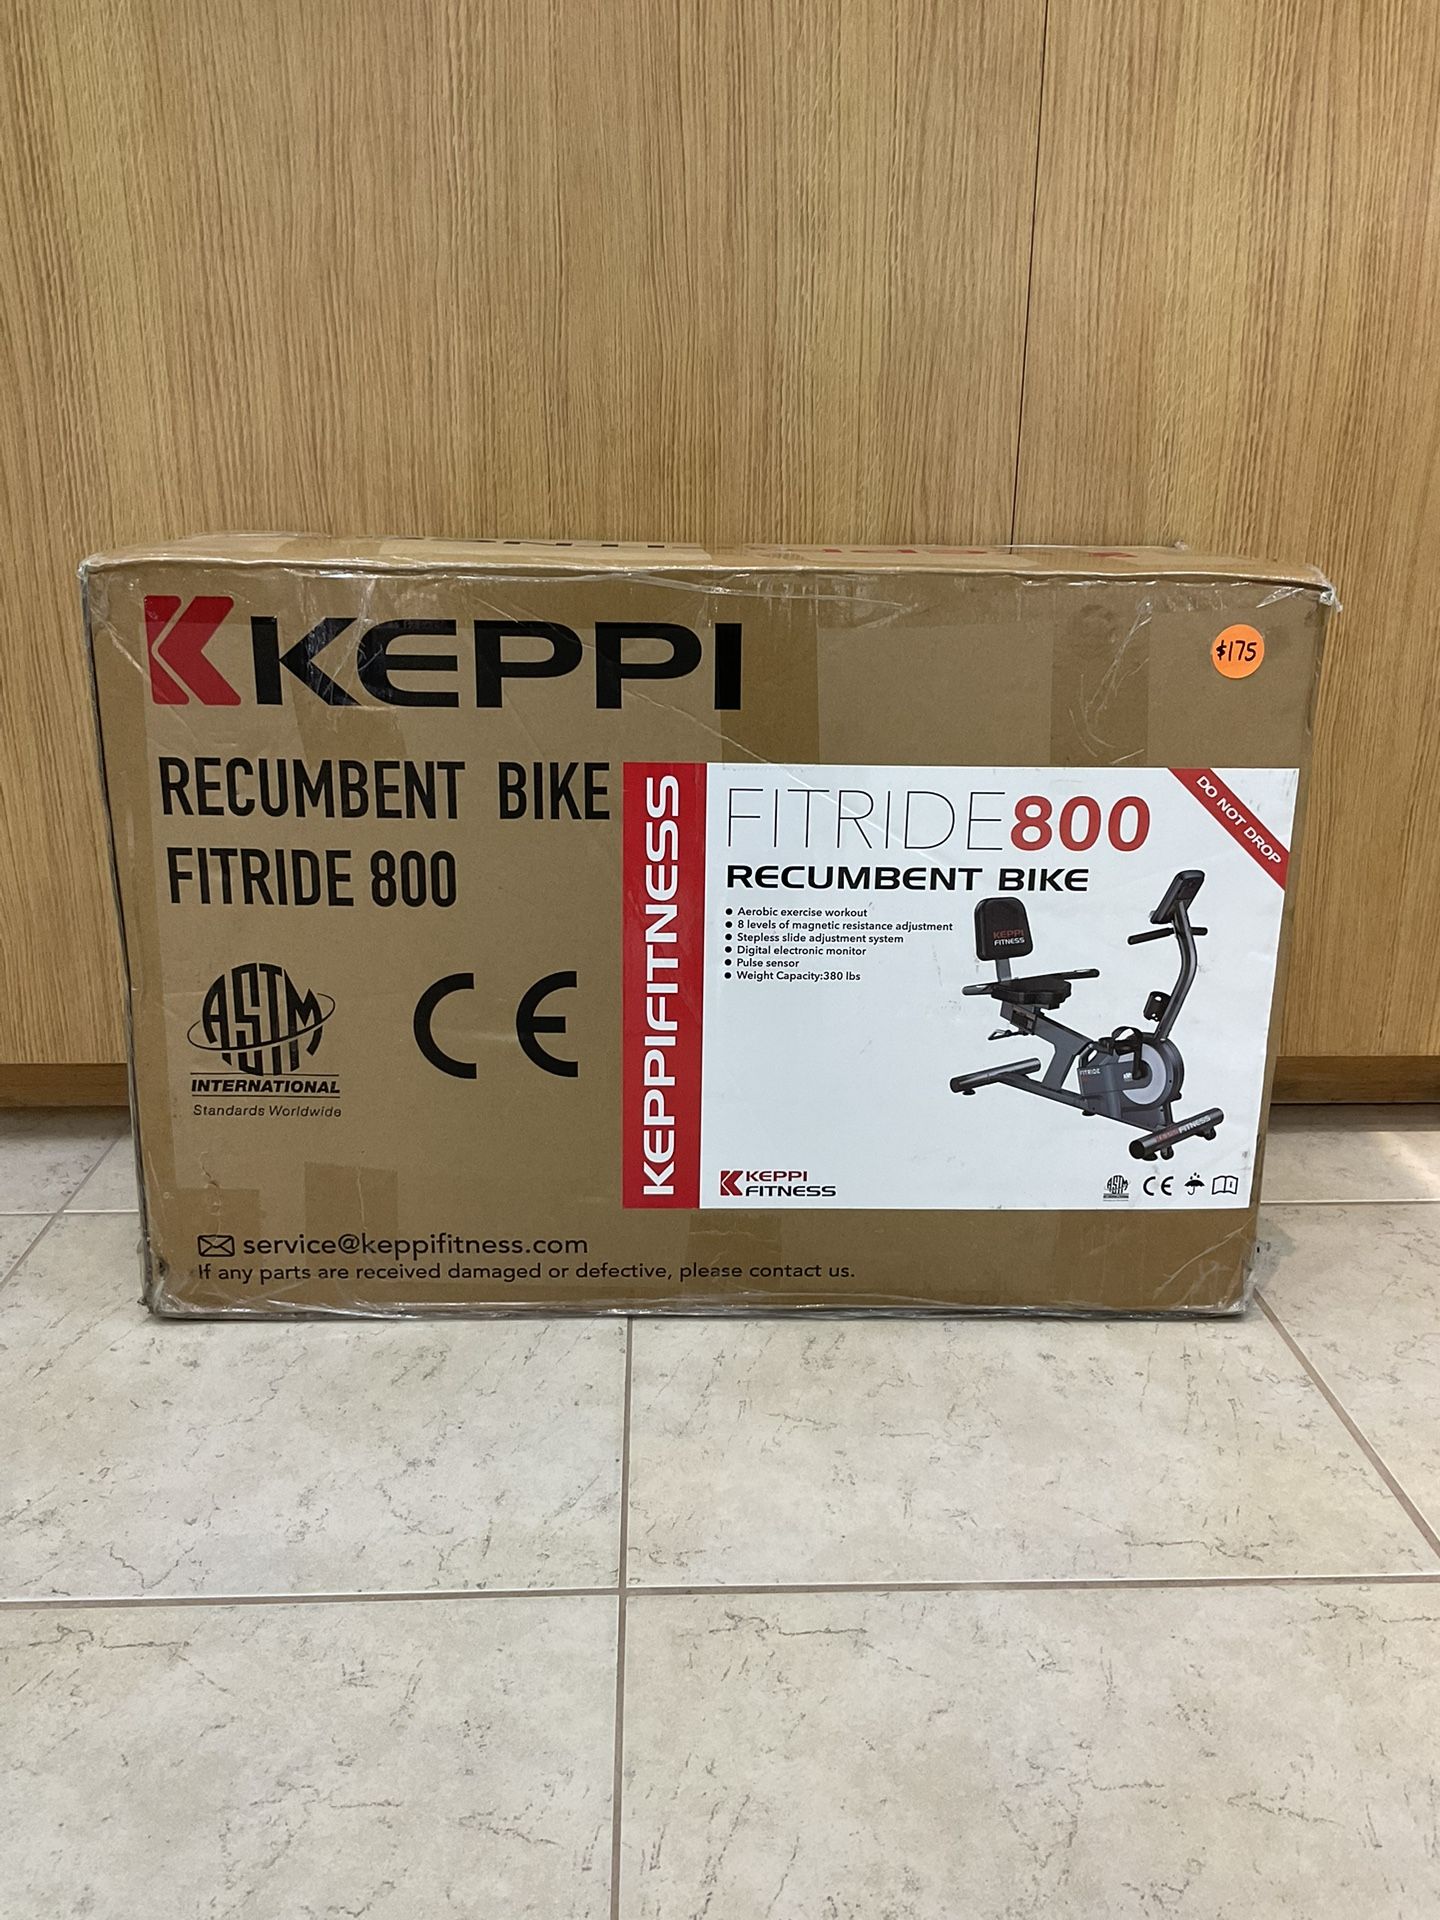 KEPPI
$175
RECUMBENT BIKE
FITRIDE 800
ASTM
INTERNATIONAL
Standards Worldwide
CE
service@keppifitness.com
If any parts are received damaged or defective, please contact us.
KEPPIFITNESS
FITRIDE800
RECUMBENT BIKE
DO NOT DROP
● Aerobic exercise workout
● 8 levels of magnetic resistance adjustment
● Stepless slide adjustment system
● Digital electronic monitor
● Pulse sensor
● Weight Capacity:380 lbs
KEPPI
FITNESS
FITRIDE
KEPPI FITNESS
KEPPI
FITNESS
ASTM
CE